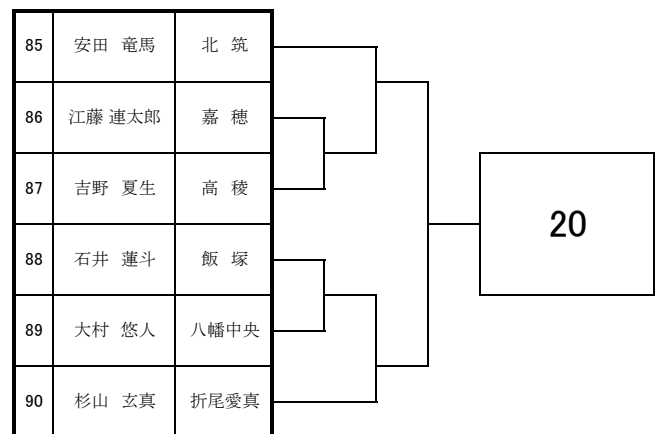 85 安田 竜馬 北 筑
86 江藤 連太郎 嘉 穂
87 吉野 夏生 高 稜
88 石井 蓮斗 飯 塚
89 大村 悠人 八幡中央
90 杉山 玄真 折尾愛真
20